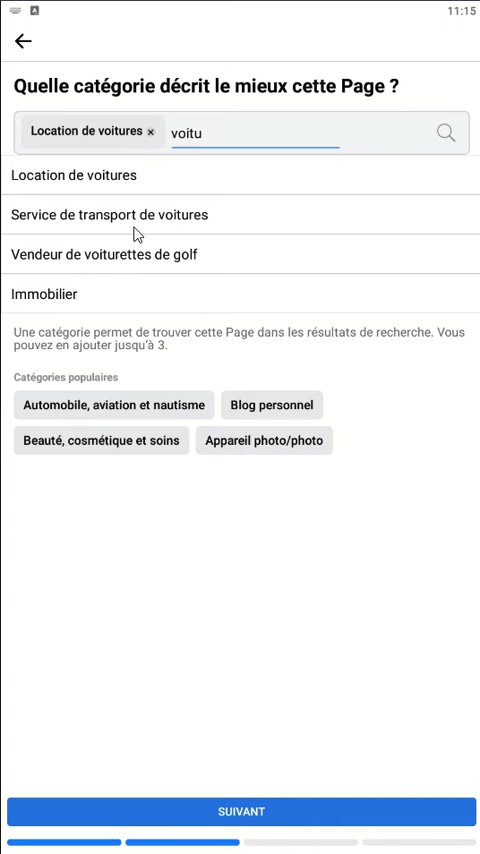 11:15
Quelle catégorie décrit le mieux cette Page ?
Location de voitures × voitu
Location de voitures
Service de transport de voitures
Vendeur de voiturettes de golf
Immobilier
Une catégorie permet de trouver cette Page dans les résultats de recherche. Vous
pouvez en ajouter jusqu'à 3.
Catégories populaires
Automobile, aviation et nautisme Blog personnel
Beauté, cosmétique et soins Appareil photo/photo
SUIVANT